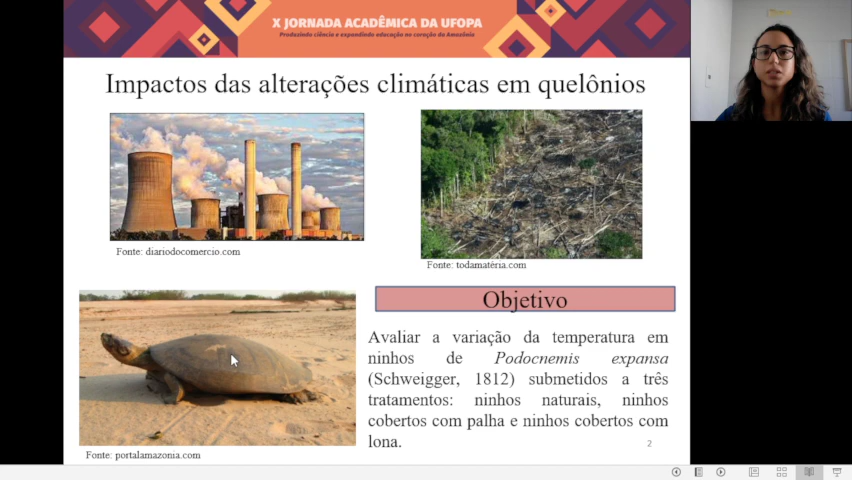 X JORNADA ACADÊMICA DA UFOPA
Produzindo ciência e expandindo educação no coração da Amazônia
Impactos das alterações climáticas em quelônios
Fonte: diariodocomercio.com
Fonte: todamatéria.com
Objetivo
Avaliar a variação da temperatura em
ninhos de Podocnemis expansa
(Schweigger, 1812) submetidos a três
tratamentos: ninhos naturais, ninhos
cobertos com palha e ninhos cobertos com
lona.
2
Fonte: portalamazonia.com